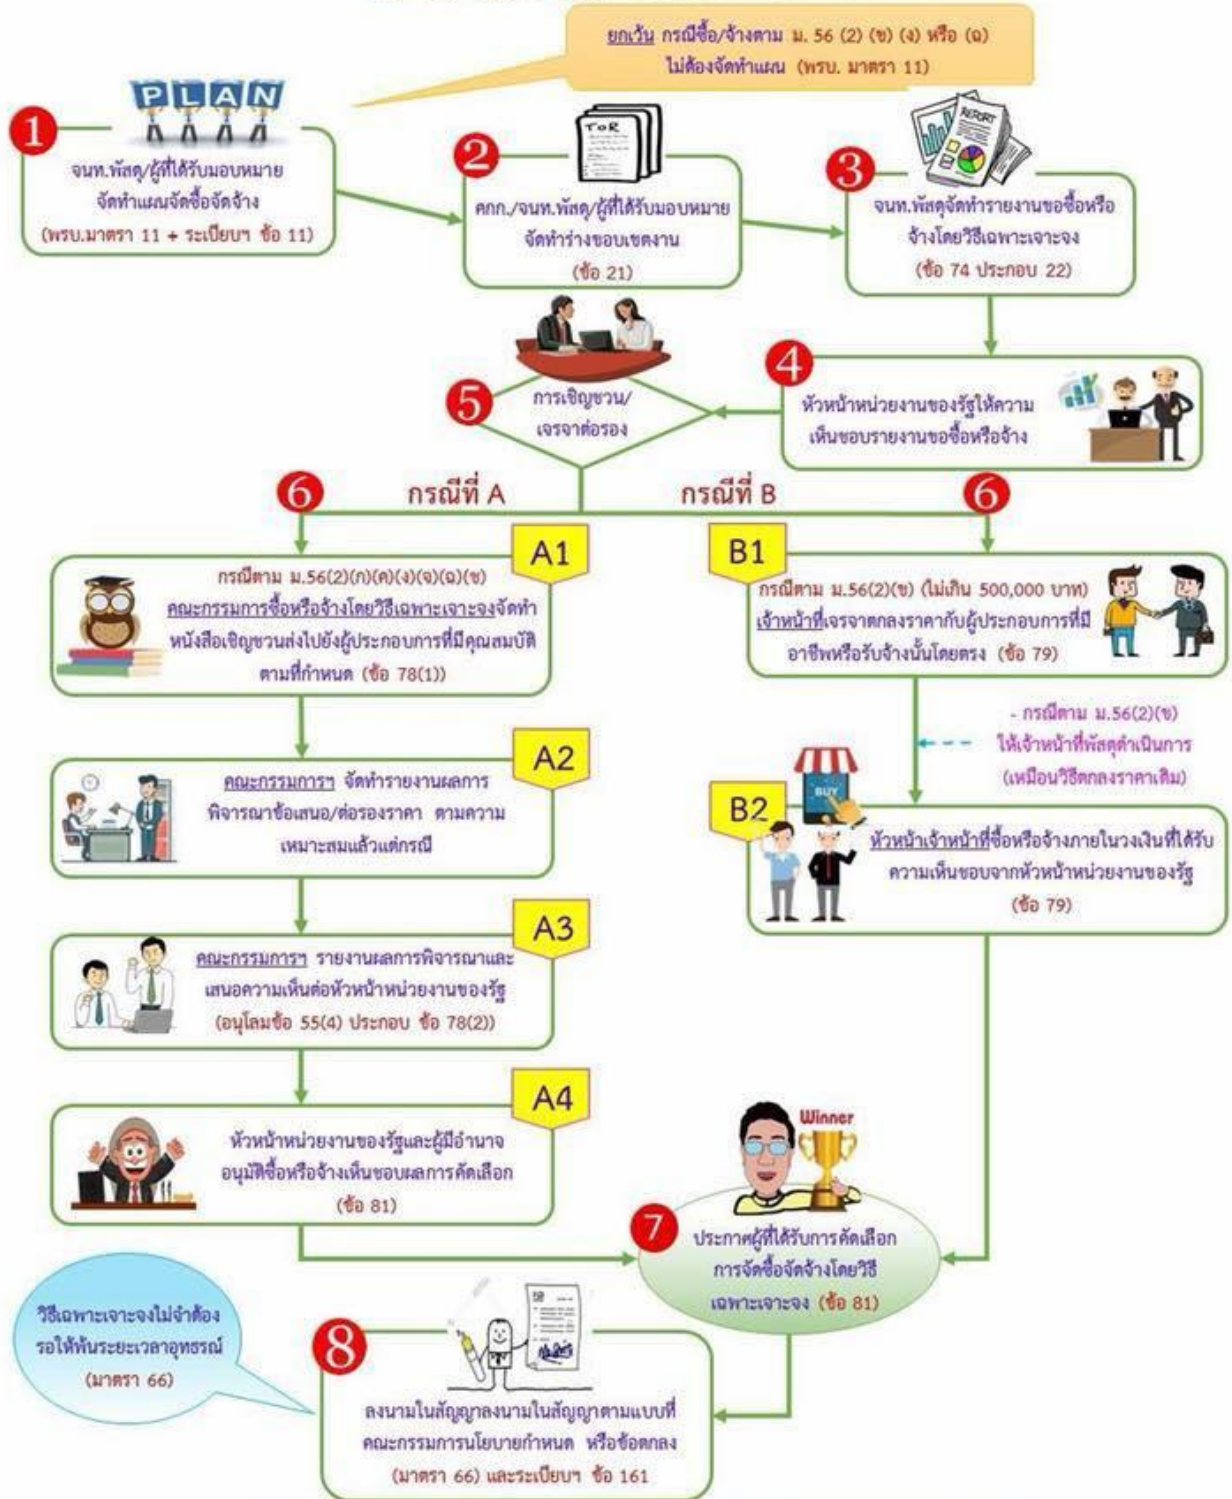 ยกเว้น กรณีซื้อ/จ้างตาม ม. 56 (2) (ข) (ง) หรือ (ฉ)
ไม่ต้องจัดทำแผน (พรบ. มาตรา 11)
PLAN
1
จนท.พัสดุ/ผู้ที่ได้รับมอบหมาย
จัดทำแผนจัดซื้อจัดจ้าง
(พรบ.มาตรา 11 + ระเบียบฯ ข้อ 11)
TOR
2
คกก./จนท.พัสดุ/ผู้ที่ได้รับมอบหมาย
จัดทำร่างขอบเขตงาน
(ข้อ 21)
REPORT
3
จนท.พัสดุจัดทำรายงานขอซื้อหรือ
จ้างโดยวิธีเฉพาะเจาะจง
(ข้อ 74 ประกอบ 22)
4
หัวหน้าหน่วยงานของรัฐให้ความ
เห็นชอบรายงานขอซื้อหรือจ้าง
5
การเชิญชวน/
เจรจาต่อรอง
6 กรณีที่ A
กรณีที่ B 6
A1
กรณีตาม ม.56(2)(ก)(ค)(ง)(จ)(ฉ)(ช)
คณะกรรมการซื้อหรือจ้างโดยวิธีเฉพาะเจาะจงจัดทำ
หนังสือเชิญชวนส่งไปยังผู้ประกอบการที่มีคุณสมบัติ
ตามที่กำหนด (ข้อ 78(1))
A2
คณะกรรมการฯ จัดทำรายงานผลการ
พิจารณาข้อเสนอ/ต่อรองราคา ตามความ
เหมาะสมแล้วแต่กรณี
A3
คณะกรรมการฯ รายงานผลการพิจารณาและ
เสนอความเห็นต่อหัวหน้าหน่วยงานของรัฐ
(อนุโลมข้อ 55(4) ประกอบ ข้อ 78(2))
A4
หัวหน้าหน่วยงานของรัฐและผู้มีอำนาจ
อนุมัติซื้อหรือจ้างเห็นชอบผลการคัดเลือก
(ข้อ 81)
B1
กรณีตาม ม.56(2)(ข) (ไม่เกิน 500,000 บาท)
เจ้าหน้าที่เจรจาตกลงราคากับผู้ประกอบการที่มี
อาชีพหรือรับจ้างนั้นโดยตรง (ข้อ 79)
- กรณีตาม ม.56(2)(ข)
ให้เจ้าหน้าที่พัสดุดำเนินการ
(เหมือนวิธีตกลงราคาเดิม)
BUY
B2
หัวหน้าเจ้าหน้าที่ซื้อหรือจ้างภายในวงเงินที่ได้รับ
ความเห็นชอบจากหัวหน้าหน่วยงานของรัฐ
(ข้อ 79)
Winner
7
ประกาศผู้ที่ได้รับการคัดเลือก
การจัดซื้อจัดจ้างโดยวิธี
เฉพาะเจาะจง (ข้อ 81)
วิธีเฉพาะเจาะจงไม่จำต้อง
รอให้พ้นระยะเวลาอุทธรณ์
(มาตรา 66)
8
ลงนามในสัญญาลงนามในสัญญาตามแบบที่
คณะกรรมการนโยบายกำหนด หรือข้อตกลง
(มาตรา 66) และระเบียบฯ ข้อ 161